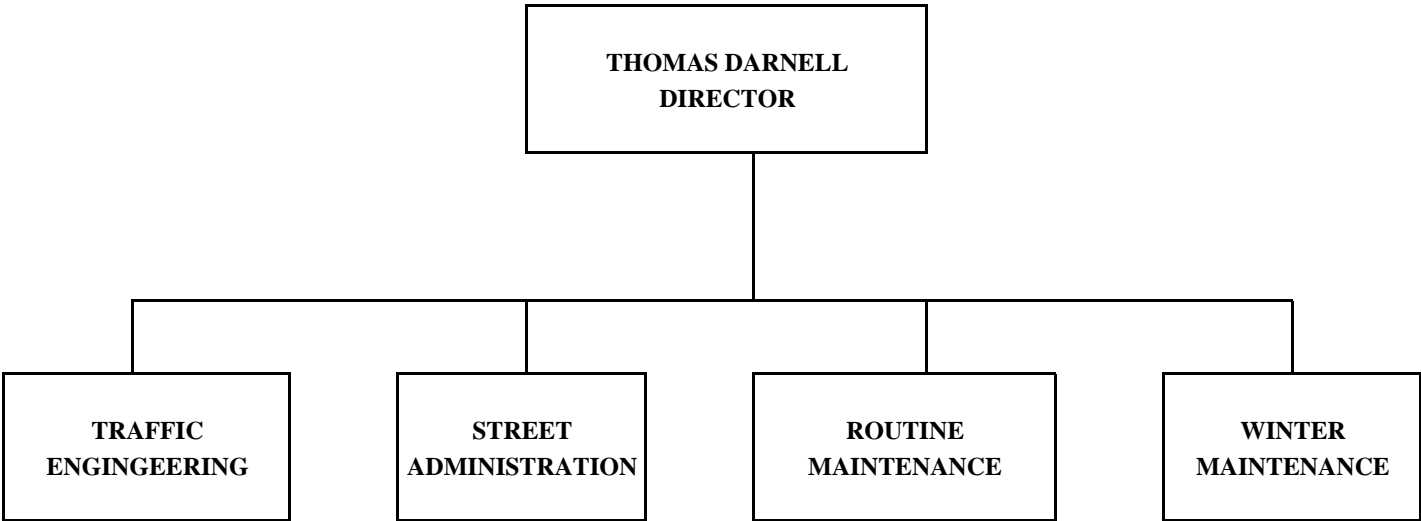 THOMAS DARNELL
DIRECTOR
TRAFFIC
ENGINGEERING
STREET
ADMINISTRATION
ROUTINE
MAINTENANCE
WINTER
MAINTENANCE